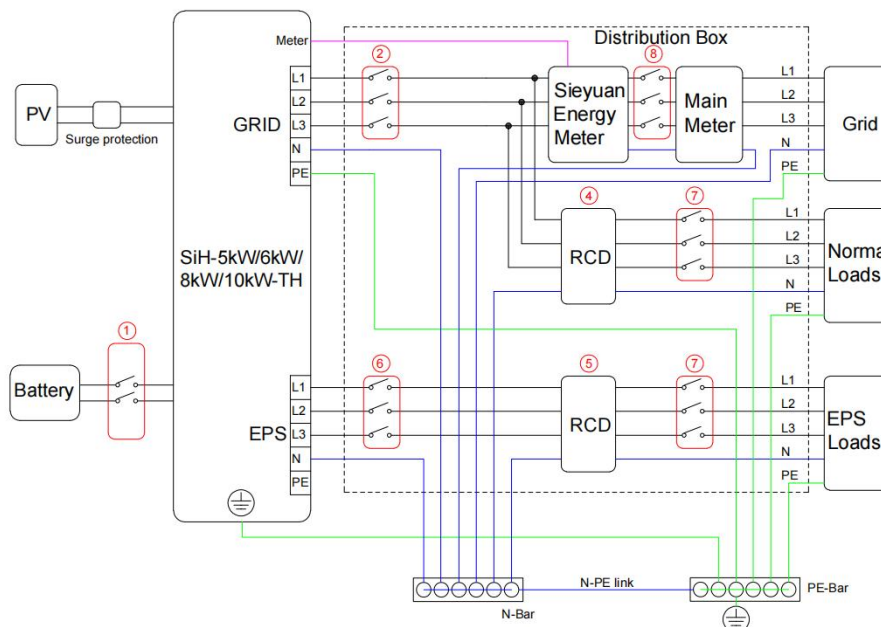 Meter
Distribution Box
②
⑧
L1
L2
L3
N
PE
GRID
PV
Surge protection
Sieyuan
Energy
Meter
Main
Meter
L1
L2
L3
N
PE
Grid
SiH-5kW/6kW/
8kW/10kW-TH
④
⑦
RCD
L1
L2
L3
N
PE
Norma
Loads
①
Battery
⑥
⑤
⑦
L1
L2
L3
N
PE
EPS
RCD
L1
L2
L3
N
PE
EPS
Loads
N-PE link
N-Bar
PE-Bar